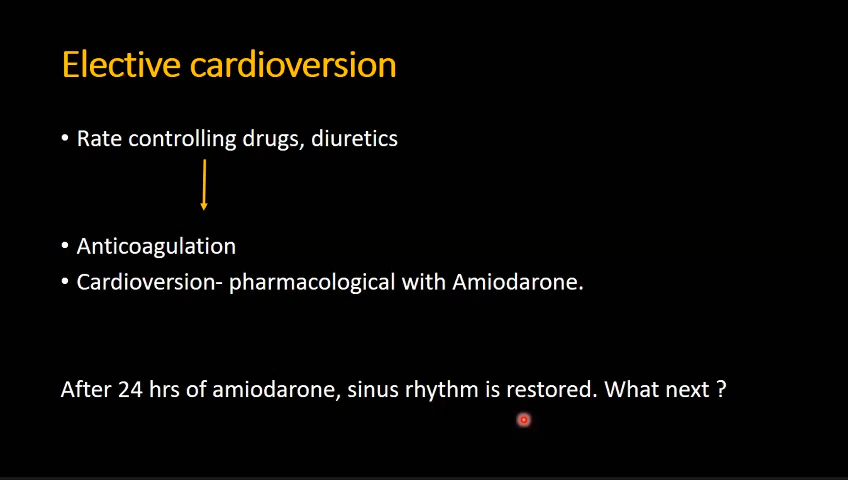 Elective cardioversion
• Rate controlling drugs, diuretics
• Anticoagulation
• Cardioversion- pharmacological with Amiodarone.
After 24 hrs of amiodarone, sinus rhythm is restored. What next ?